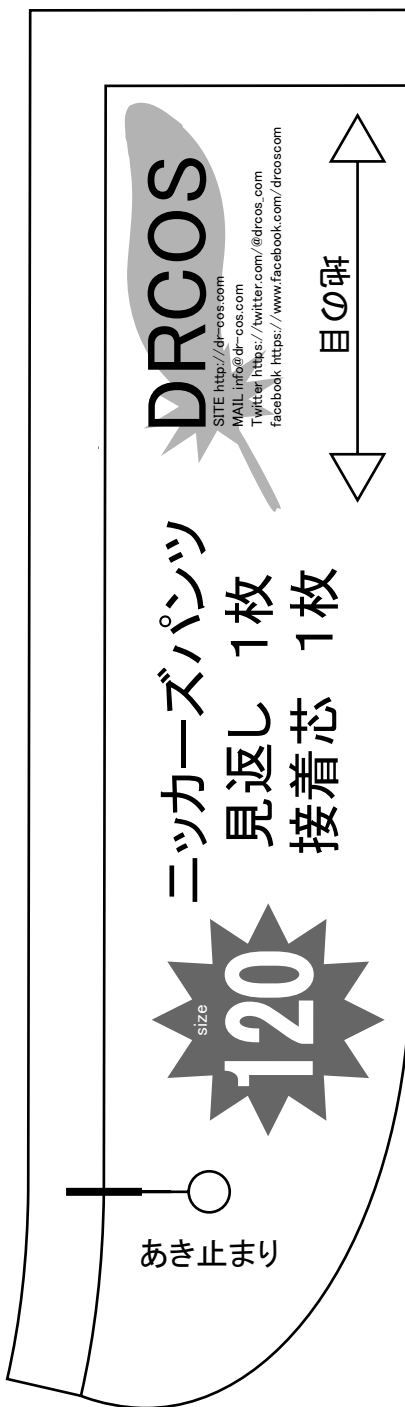 DRCOS
SITE http://dr-cos.com
MAIL info@dr-cos.com
Twitter https://twitter.com/@drcos_com
facebook https://www.facebook.com/drcoscom
地の目
ニッカーズパンツ
見返し 1枚
接着芯 1枚
size
120
あき止まり